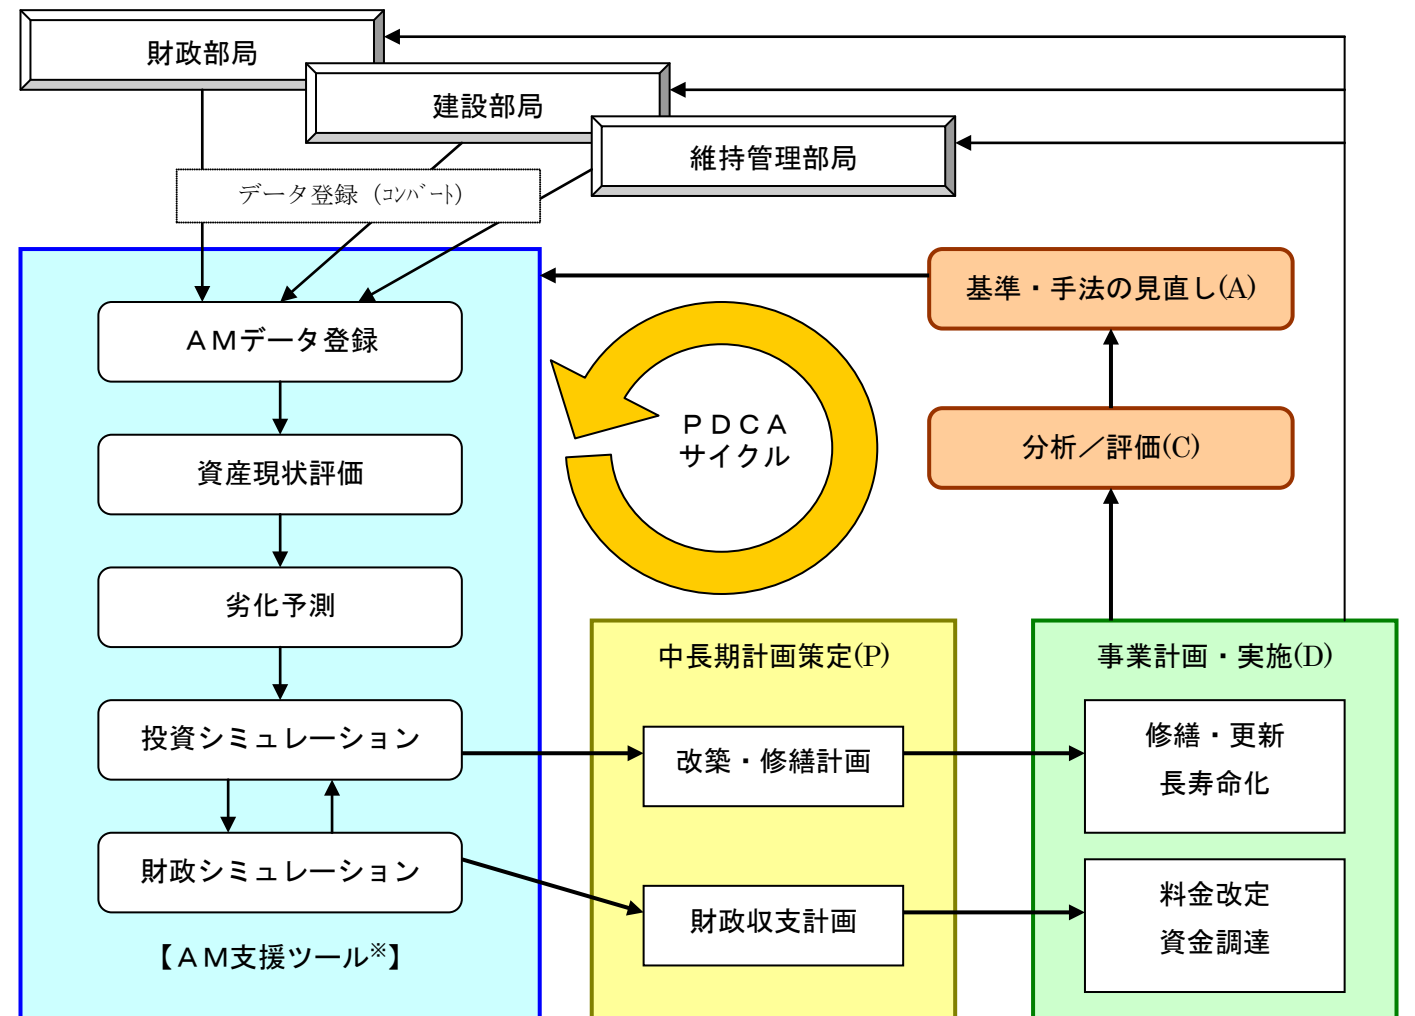 財政部局
建設部局
維持管理部局
データ登録（ｺﾝﾊﾞｰﾄ）
基準・手法の見直し(A)
ＡＭデータ登録
ＰＤＣＡ
サイクル
分析／評価(C)
資産現状評価
劣化予測
中長期計画策定(P)
事業計画・実施(D)
投資シミュレーション
改築・修繕計画
修繕・更新
長寿命化
財政シミュレーション
財政収支計画
料金改定
資金調達
【ＡＭ支援ツール※】